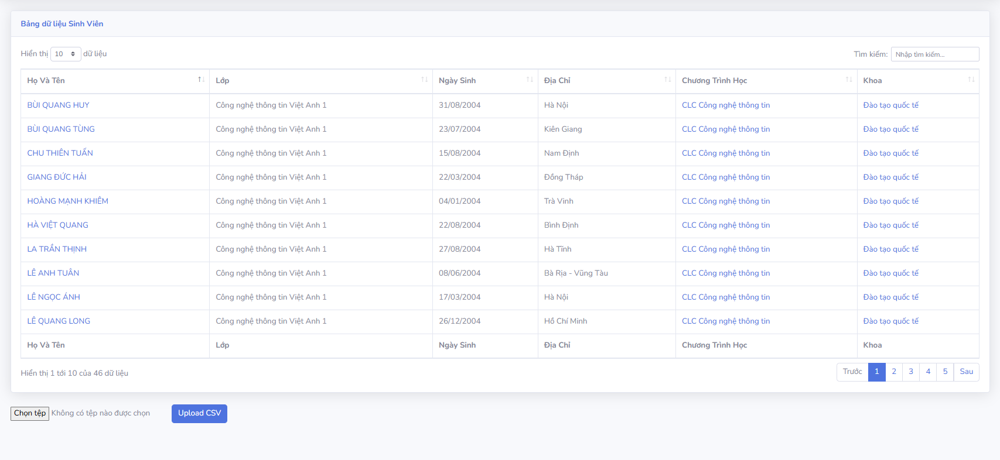 Bảng dữ liệu Sinh Viên
Hiển thị 10 dữ liệu
Tìm kiếm: Nhập tìm kiếm...
Họ Và Tên Lớp Ngày Sinh Địa Chỉ Chương Trình Học Khoa
BÙI QUANG HUY Công nghệ thông tin Việt Anh 1 31/08/2004 Hà Nội CLC Công nghệ thông tin Đào tạo quốc tế
BÙI QUANG TÙNG Công nghệ thông tin Việt Anh 1 23/07/2004 Kiên Giang CLC Công nghệ thông tin Đào tạo quốc tế
CHU THIÊN TUẤN Công nghệ thông tin Việt Anh 1 15/08/2004 Nam Định CLC Công nghệ thông tin Đào tạo quốc tế
GIANG ĐỨC HẢI Công nghệ thông tin Việt Anh 1 22/03/2004 Đồng Tháp CLC Công nghệ thông tin Đào tạo quốc tế
HOÀNG MẠNH KHIÊM Công nghệ thông tin Việt Anh 1 04/01/2004 Trà Vinh CLC Công nghệ thông tin Đào tạo quốc tế
HÀ VIỆT QUANG Công nghệ thông tin Việt Anh 1 22/08/2004 Bình Định CLC Công nghệ thông tin Đào tạo quốc tế
LA TRẦN THỊNH Công nghệ thông tin Việt Anh 1 27/08/2004 Hà Tĩnh CLC Công nghệ thông tin Đào tạo quốc tế
LÊ ANH TUÂN Công nghệ thông tin Việt Anh 1 08/06/2004 Bà Rịa - Vũng Tàu CLC Công nghệ thông tin Đào tạo quốc tế
LÊ NGỌC ÁNH Công nghệ thông tin Việt Anh 1 17/03/2004 Hà Nội CLC Công nghệ thông tin Đào tạo quốc tế
LÊ QUANG LONG Công nghệ thông tin Việt Anh 1 26/12/2004 Hồ Chí Minh CLC Công nghệ thông tin Đào tạo quốc tế
Họ Và Tên Lớp Ngày Sinh Địa Chỉ Chương Trình Học Khoa
Hiển thị 1 tới 10 của 46 dữ liệu
Trước 1 2 3 4 5 Sau
Chọn tệp Không có tệp nào được chọn
Upload CSV